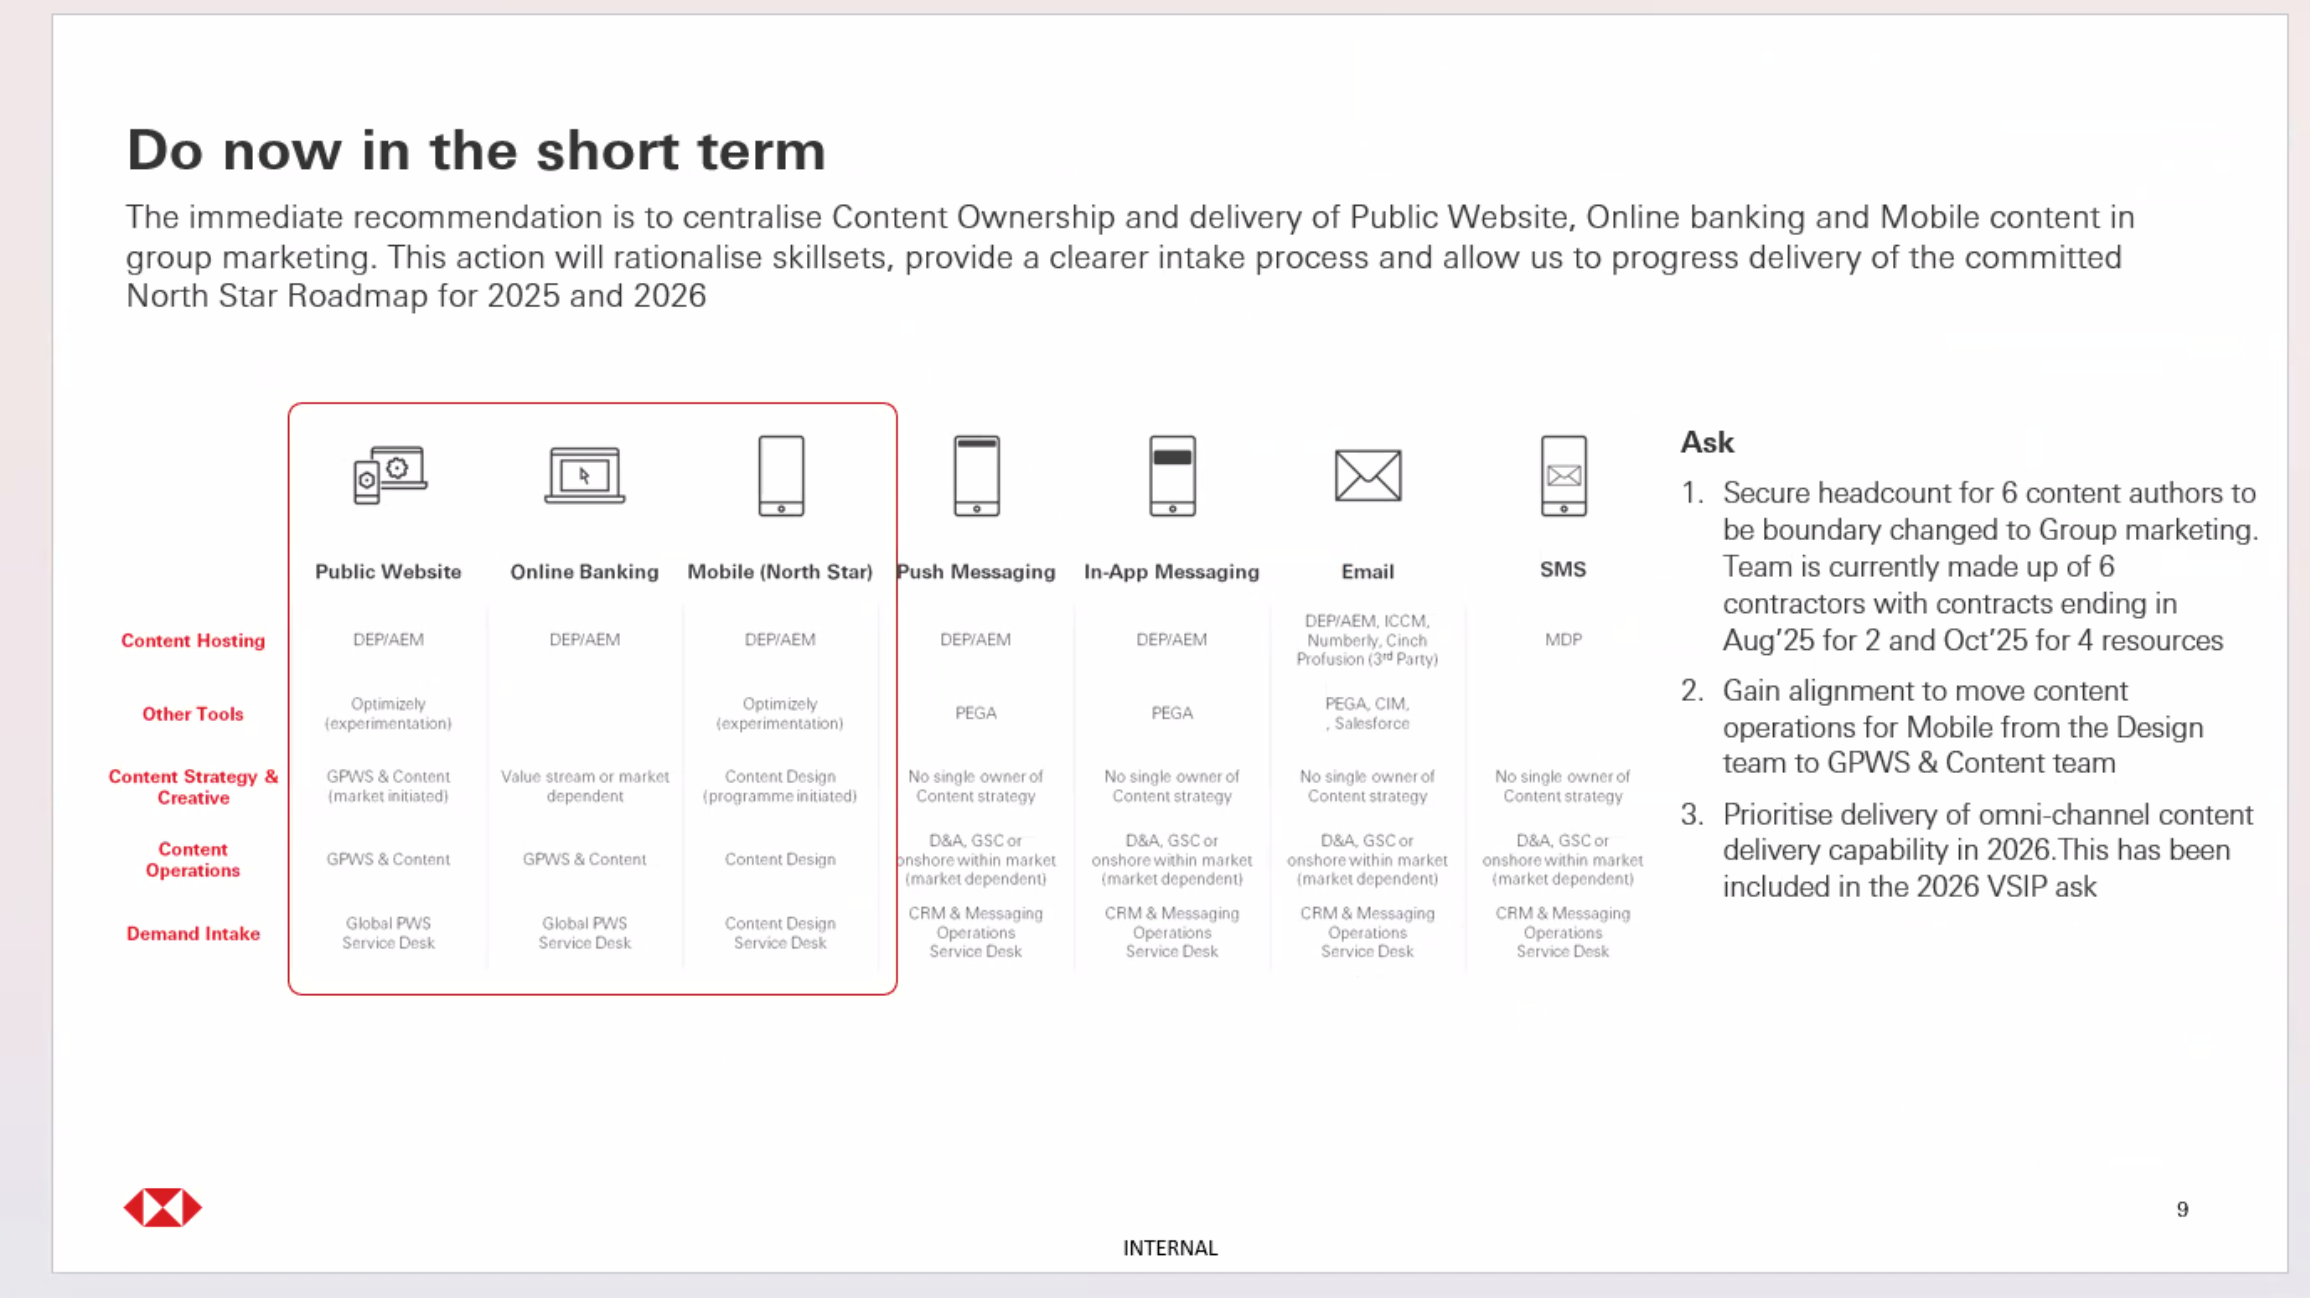 Do now in the short term
The immediate recommendation is to centralise Content Ownership and delivery of Public Website, Online banking and Mobile content in
group marketing. This action will rationalise skillsets, provide a clearer intake process and allow us to progress delivery of the committed
North Star Roadmap for 2025 and 2026
Public Website
Online Banking
Mobile (North Star)
Push Messaging
In-App Messaging
Email
SMS
Content Hosting
DEP/AEM
DEP/AEM
DEP/AEM
DEP/AEM
DEP/AEM
DEP/AEM, ICCM,
Numberly, Cinch
Profusion (3rd Party)
MDP
Other Tools
Optimizely
(experimentation)
Optimizely
(experimentation)
PEGA
PEGA
PEGA, CIM,
, Salesforce
Content Strategy &
Creative
GPWS & Content
(market initiated)
Value stream or market
dependent
Content Design
(programme initiated)
No single owner of
Content strategy
No single owner of
Content strategy
No single owner of
Content strategy
No single owner of
Content strategy
Content
Operations
GPWS & Content
GPWS & Content
Content Design
D&A, GSC or
onshore within market
(market dependent)
D&A, GSC or
onshore within market
(market dependent)
D&A, GSC or
onshore within market
(market dependent)
D&A, GSC or
onshore within market
(market dependent)
Demand Intake
Global PWS
Service Desk
Global PWS
Service Desk
Content Design
Service Desk
CRM & Messaging
Operations
Service Desk
CRM & Messaging
Operations
Service Desk
CRM & Messaging
Operations
Service Desk
CRM & Messaging
Operations
Service Desk
Ask
1. Secure headcount for 6 content authors to
be boundary changed to Group marketing.
Team is currently made up of 6
contractors with contracts ending in
Aug'25 for 2 and Oct'25 for 4 resources
2. Gain alignment to move content
operations for Mobile from the Design
team to GPWS & Content team
3. Prioritise delivery of omni-channel content
delivery capability in 2026.This has been
included in the 2026 VSIP ask
9
INTERNAL